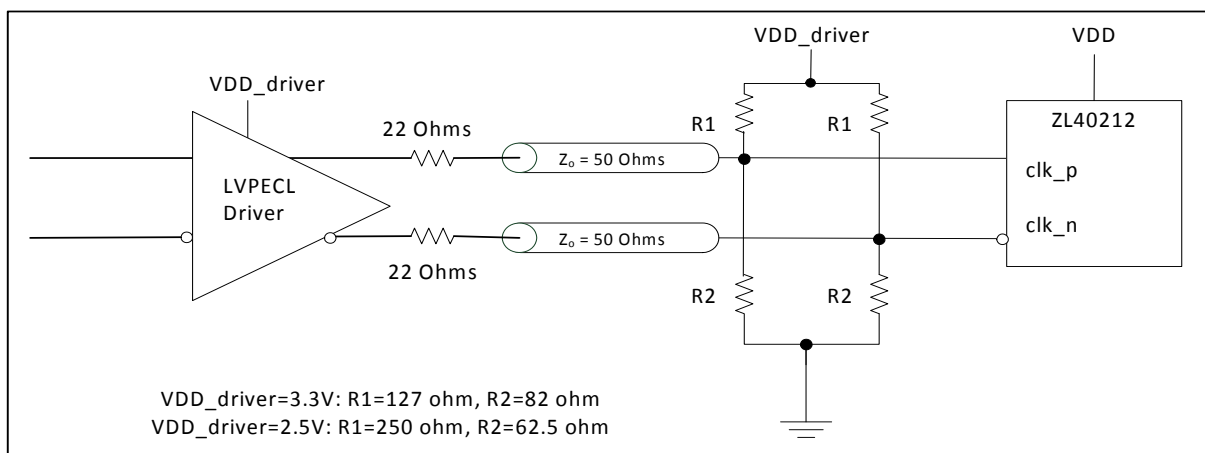 VDD_driver
VDD
VDD_driver
22 Ohms
R1
R1
ZL40212
Zo = 50 Ohms
clk_p
LVPECL
Driver
clk_n
Zo = 50 Ohms
22 Ohms
R2
R2
VDD_driver=3.3V: R1=127 ohm, R2=82 ohm
VDD_driver=2.5V: R1=250 ohm, R2=62.5 ohm